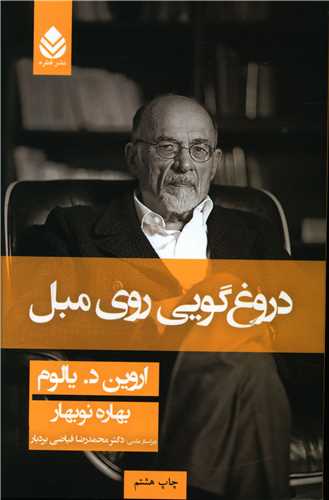 نشر قطره
دروغ‌گویی روی مبل
اروین د. یالوم
بهاره نوبهار
ویراستار علمی: دکتر محمدرضا فیاضی بردبار
چاپ هشتم